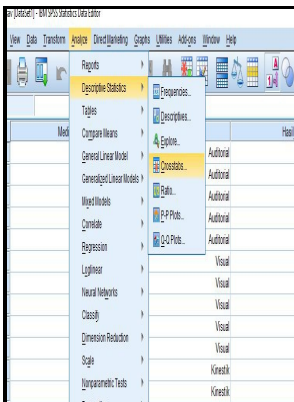 .sav [DataSet1] - IBM SPSS Statistics Data Editor
View Data Transform Analyze Direct Marketing Graphs Utilities Add-ons Window Help
Reports
Descriptive Statistics
Tables
Compare Means
General Linear Model
Generalized Linear Models
Mixed Models
Correlate
Regression
Loglinear
Neural Networks
Classify
Dimension Reduction
Scale
Nonparametric Tests
Frequencies...
Descriptives...
Explore...
Crosstabs...
Ratio...
P-P Plots...
Q-Q Plots...
Medi
Hasil
Auditorial
Auditorial
Auditorial
Auditorial
Auditorial
Visual
Visual
Visual
Visual
Visual
Kinestik
Kinestik